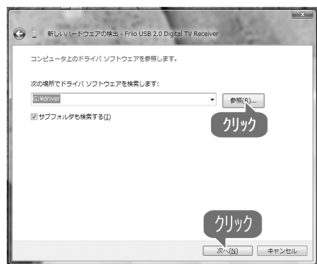 新しいハードウェアの検出 - Friio USB 2.0 Digital TV Receiver
コンピュータ上のドライバ ソフトウェアを参照します。
次の場所でドライバ ソフトウェアを検索します:
G:¥driver
参照(R)...
クリック
サブフォルダも検索する(I)
クリック
次へ(N)
キャンセル